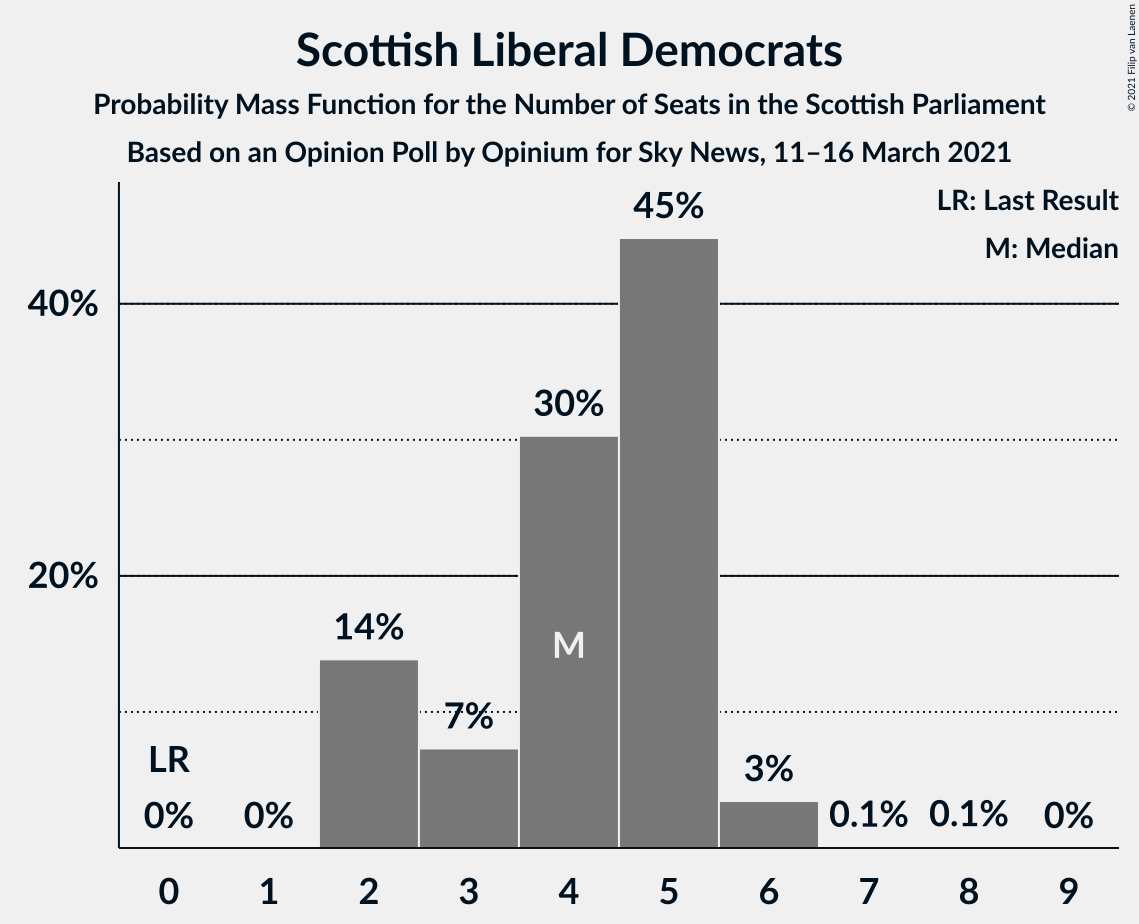 Scottish Liberal Democrats
Probability Mass Function for the Number of Seats in the Scottish Parliament
Based on an Opinion Poll by Opinium for Sky News, 11–16 March 2021
© 2021 Filip van Laenen
LR: Last Result
M: Median
45%
40%
30%
20%
14%
M
7%
LR
3%
0%
0%
0.1%
0.1%
0%
0 1 2 3 4 5 6 7 8 9